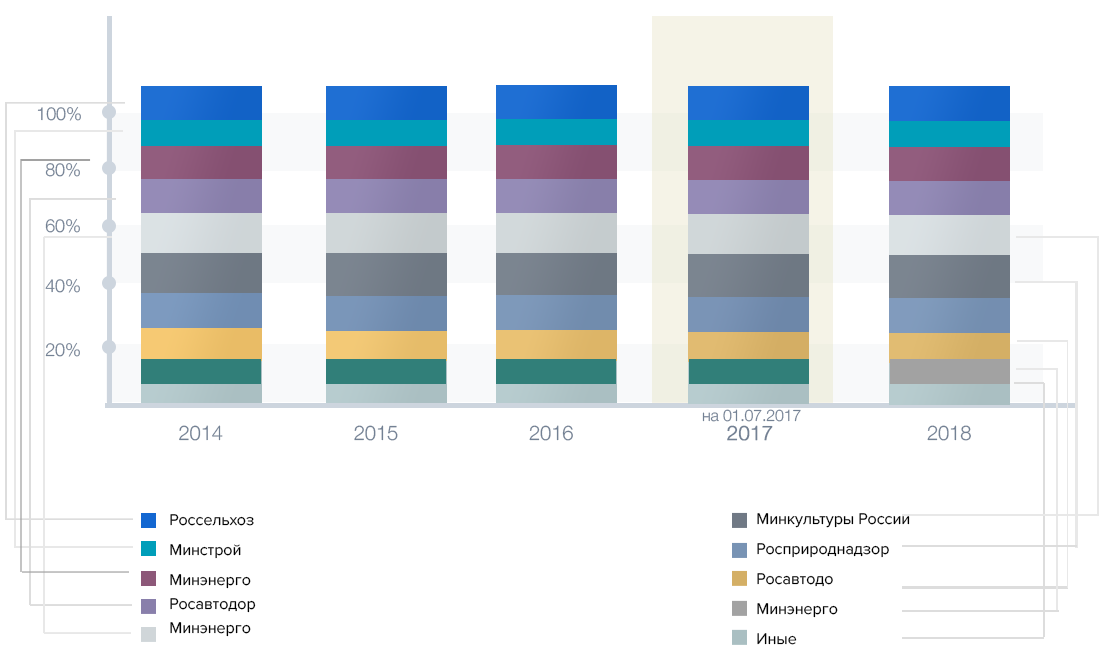 100%
80%
60%
40%
20%
на 01.07.2017
2014
2015
2016
2017
2018
Россельхоз
Минстрой
Минэнерго
Росавтодор
Минэнерго
Минкультуры России
Росприроднадзор
Росавтодо
Минэнерго
Иные